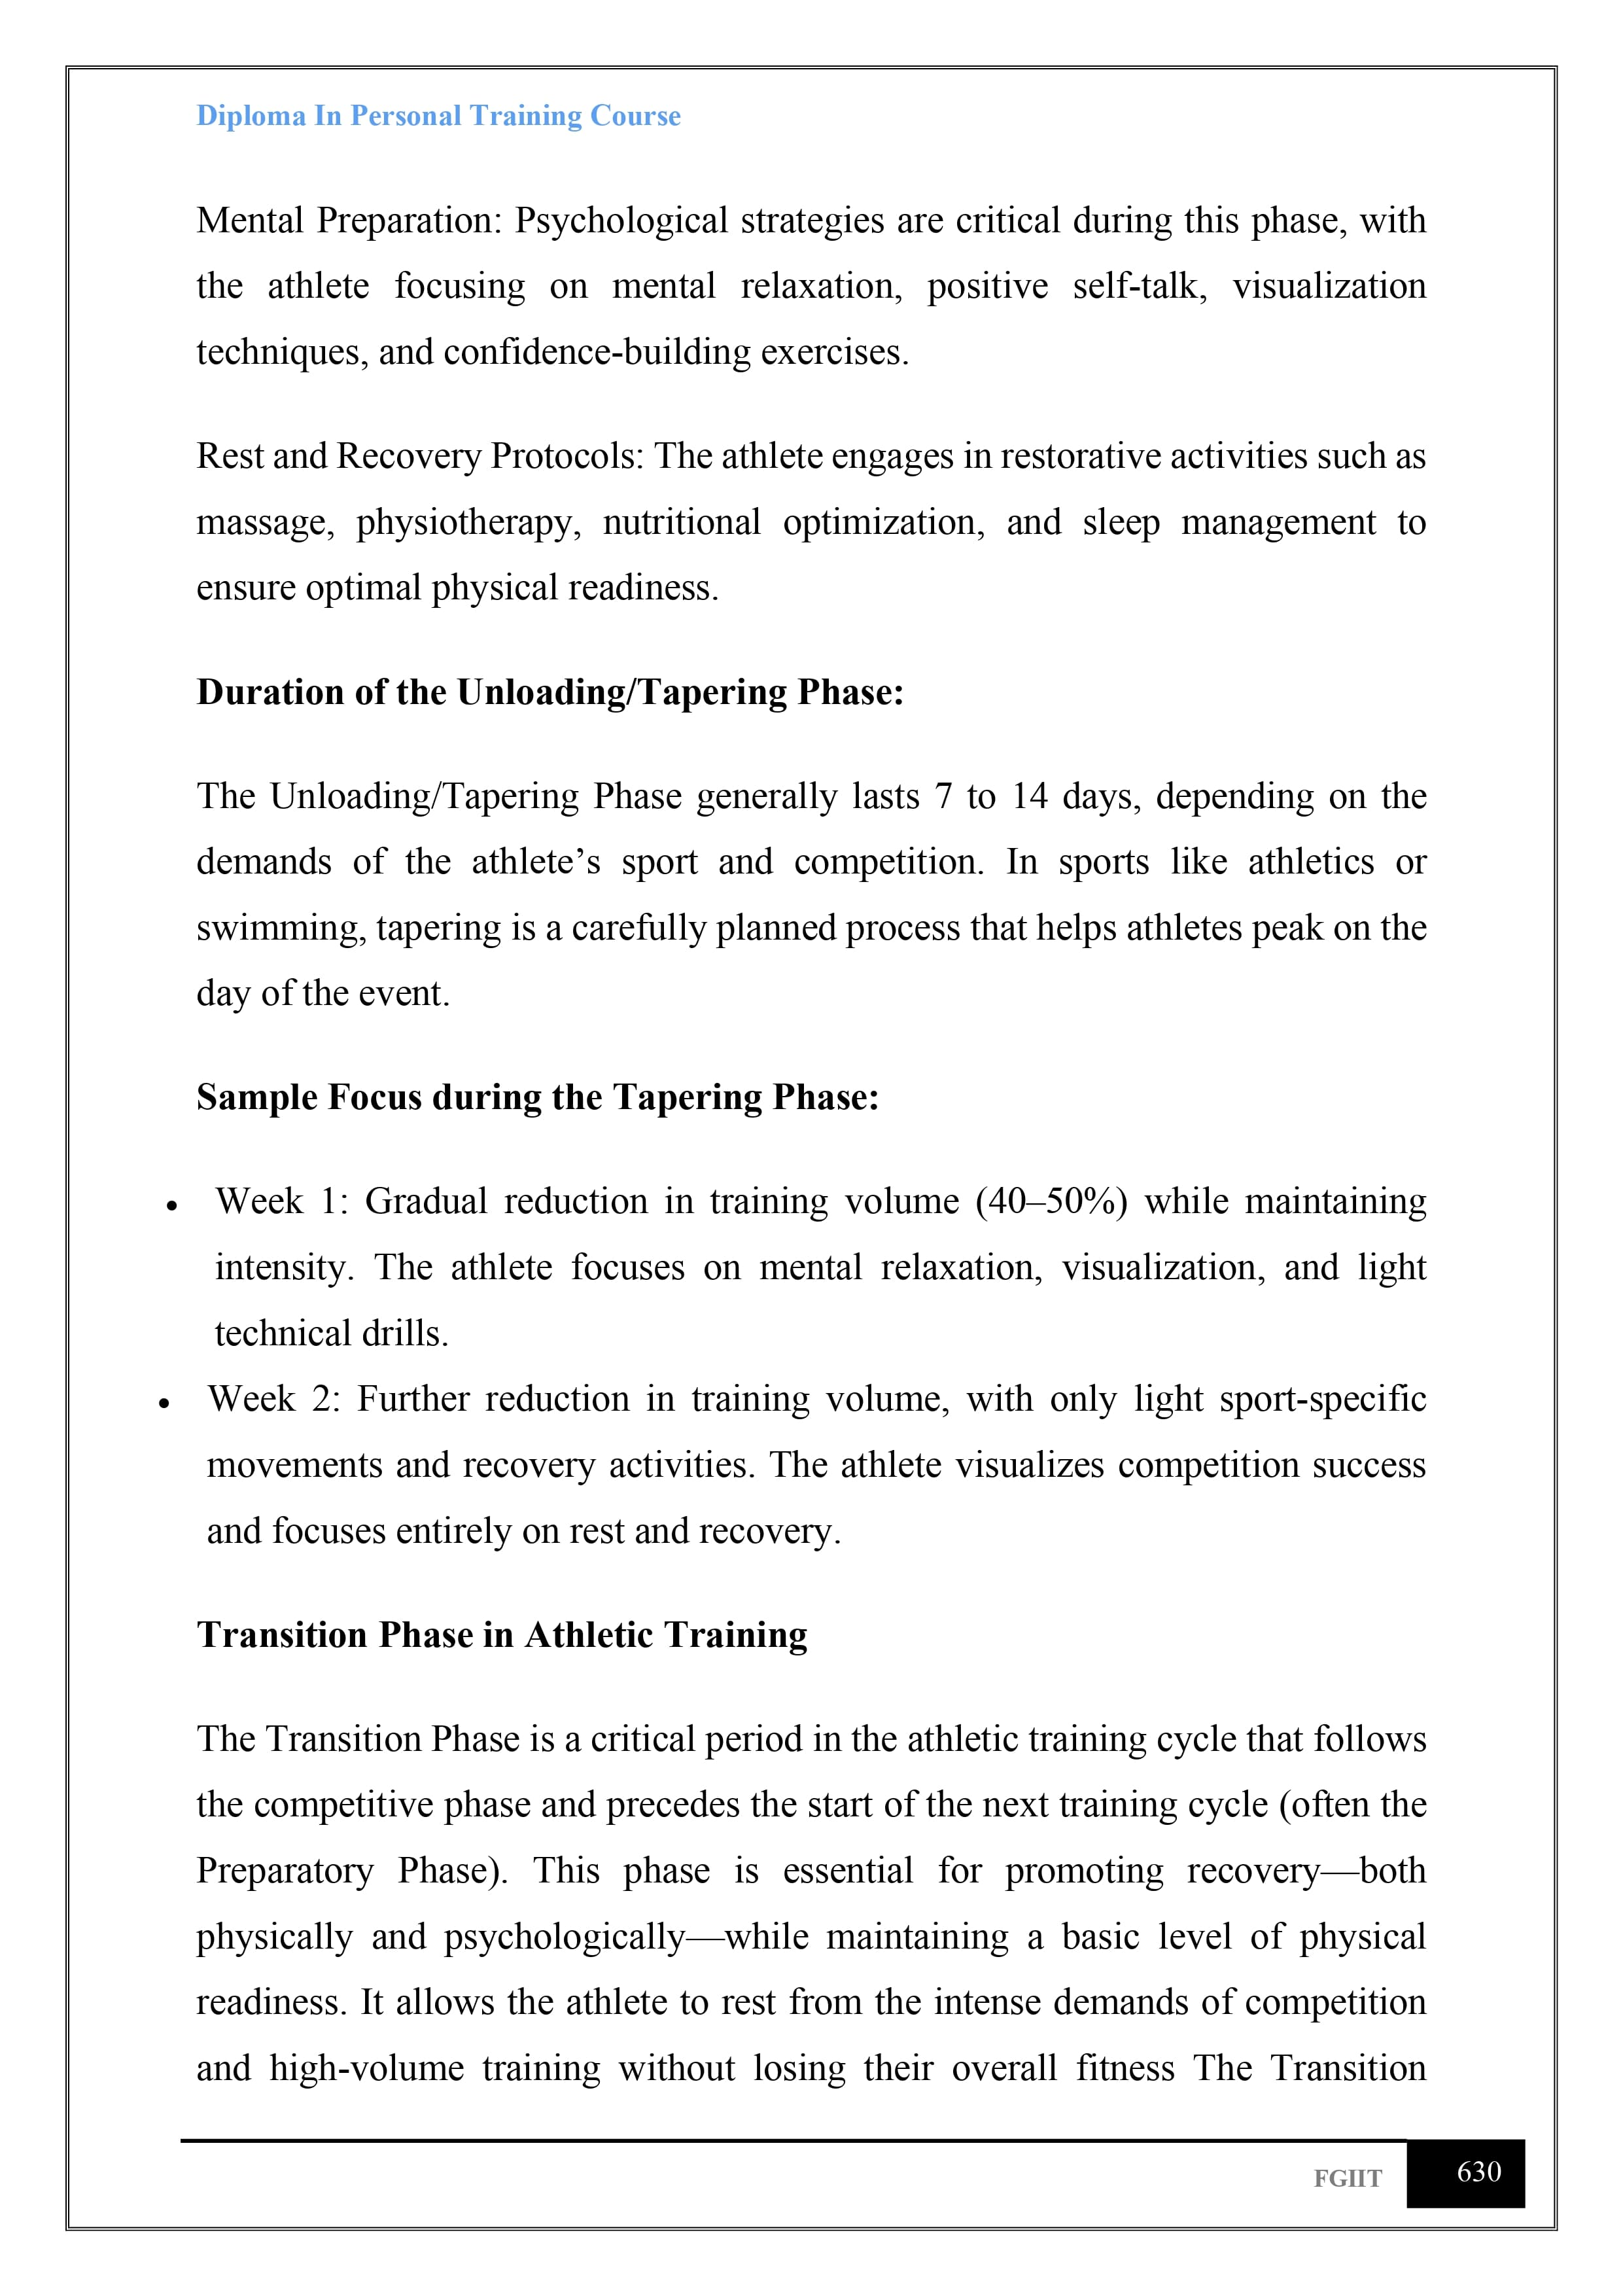 Diploma In Personal Training Course
Mental Preparation: Psychological strategies are critical during this phase, with
the athlete focusing on mental relaxation, positive self-talk, visualization
techniques, and confidence-building exercises.
Rest and Recovery Protocols: The athlete engages in restorative activities such as
massage, physiotherapy, nutritional optimization, and sleep management to
ensure optimal physical readiness.
Duration of the Unloading/Tapering Phase:
The Unloading/Tapering Phase generally lasts 7 to 14 days, depending on the
demands of the athlete’s sport and competition. In sports like athletics or
swimming, tapering is a carefully planned process that helps athletes peak on the
day of the event.
Sample Focus during the Tapering Phase:
• Week 1: Gradual reduction in training volume (40–50%) while maintaining
intensity. The athlete focuses on mental relaxation, visualization, and light
technical drills.
• Week 2: Further reduction in training volume, with only light sport-specific
movements and recovery activities. The athlete visualizes competition success
and focuses entirely on rest and recovery.
Transition Phase in Athletic Training
The Transition Phase is a critical period in the athletic training cycle that follows
the competitive phase and precedes the start of the next training cycle (often the
Preparatory Phase). This phase is essential for promoting recovery—both
physically and psychologically—while maintaining a basic level of physical
readiness. It allows the athlete to rest from the intense demands of competition
and high-volume training without losing their overall fitness The Transition
FGIIT 630